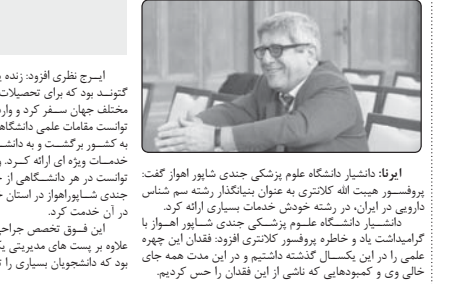 ایرنا: دانشیار دانشگاه علوم پزشکی جندی شاپور اهواز گفت:
پروفسور هیبت الله کلانتری به عنوان بنیانگذار رشته سم شناس
دارویی در ایران، در رشته خودش خدمات بسیاری ارائه کرد.
دانشیار دانشگاه علوم پزشکی جندی شاپور اهواز با
گرامیداشت یاد و خاطره پروفسور کلانتری افزود: فقدان این چهره
علمی را در این یکسال گذشته داشتیم و در این مدت همه جای
خالی وی و کمبودهایی که ناشی از این فقدان را حس کردیم.
ایرج نظری افزود: زنده ی
گتوند بود که برای تحصیلات
مختلف جهان سفر کرد و وار
توانست مقامات علمی دانشگاه
به کشور برگشت و به دانش
خدمات ویژه ای ارائه کرد. و
توانست در هر دانشگاهی از
جندی شاپوراهواز در استان
در آن خدمت کرد.
این فوق تخصص جراحی
علاوه بر پست های مدیریتی ی
بود که دانشجویان بسیاری را